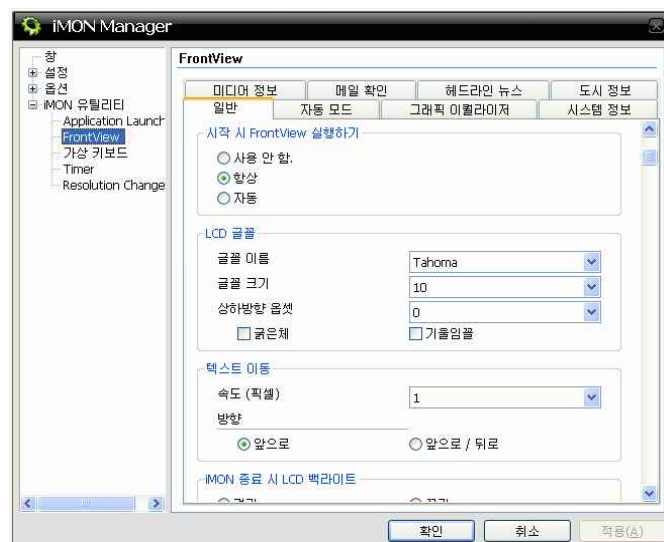 iMON Manager
창
설정
옵션
iMON 유틸리티
Application Launch
FrontView
가상 키보드
Timer
Resolution Change
FrontView
미디어 정보 메일 확인 헤드라인 뉴스 도시 정보
일반 자동 모드 그래픽 이퀄라이저 시스템 정보
시작 시 FrontView 실행하기
사용 안 함.
항상
자동
LCD 글꼴
글꼴 이름 Tahoma
글꼴 크기 10
상하방향 옵셋 0
굵은체 기울임꼴
텍스트 이동
속도 (픽셀) 1
방향
앞으로 앞으로 / 뒤로
iMON 종료 시 LCD 백라이트
확인 취소 적용(A)